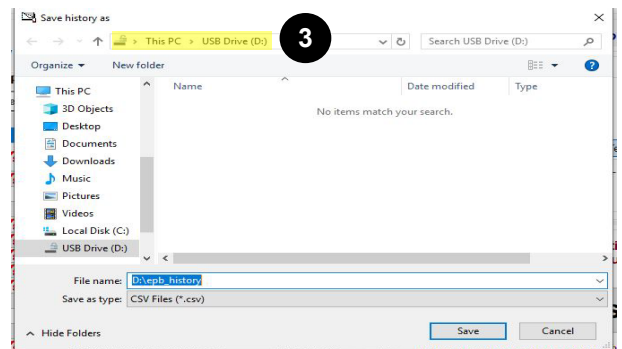 Save history as
This PC > USB Drive (D:)
3
Search USB Drive (D:)
Organize
New folder
?
Name
Date modified
Type
This PC
3D Objects
Desktop
Documents
Downloads
Music
Pictures
Videos
Local Disk (C:)
USB Drive (D:)
No items match your search.
File name: D:\epb_history
Save as type: CSV Files (*.csv)
Hide Folders
Save
Cancel